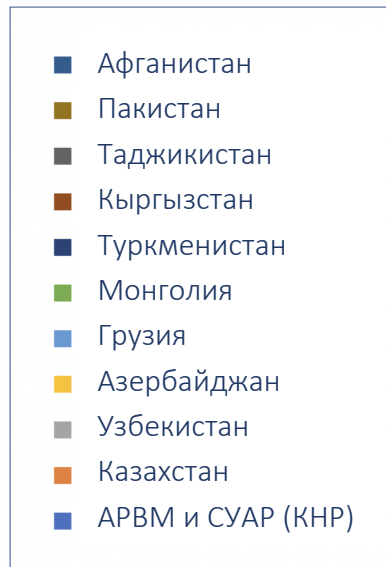 Афганистан
Пакистан
Таджикистан
Кыргызстан
Туркменистан
Монголия
Грузия
Азербайджан
Узбекистан
Казахстан
АРВМ и СУАР (КНР)